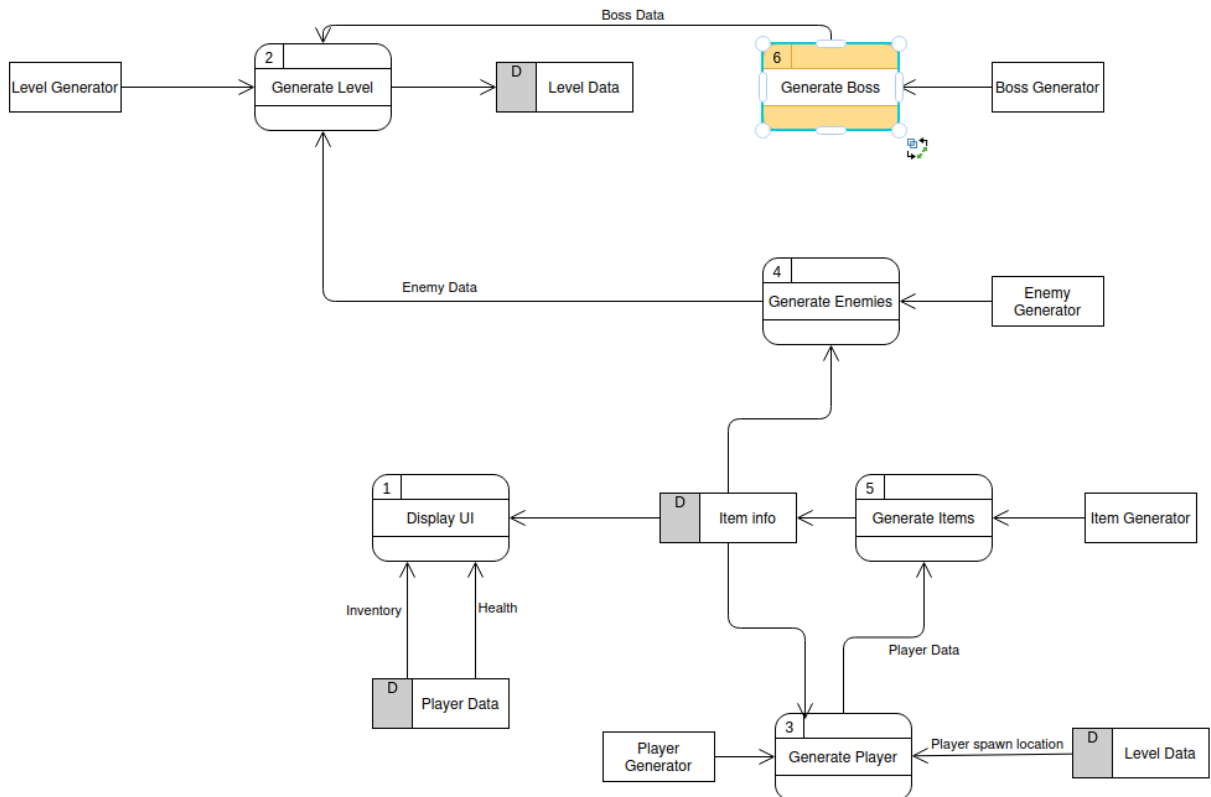 Boss Data
2
6
D
Level Generator
Generate Level
Level Data
Generate Boss
Boss Generator
4
Enemy Data
Generate Enemies
Enemy
Generator
1
D
5
Display UI
Item info
Generate Items
Item Generator
Inventory
Health
Player Data
D
Player Data
3
D
Player
Generator
Generate Player
Player spawn location
Level Data